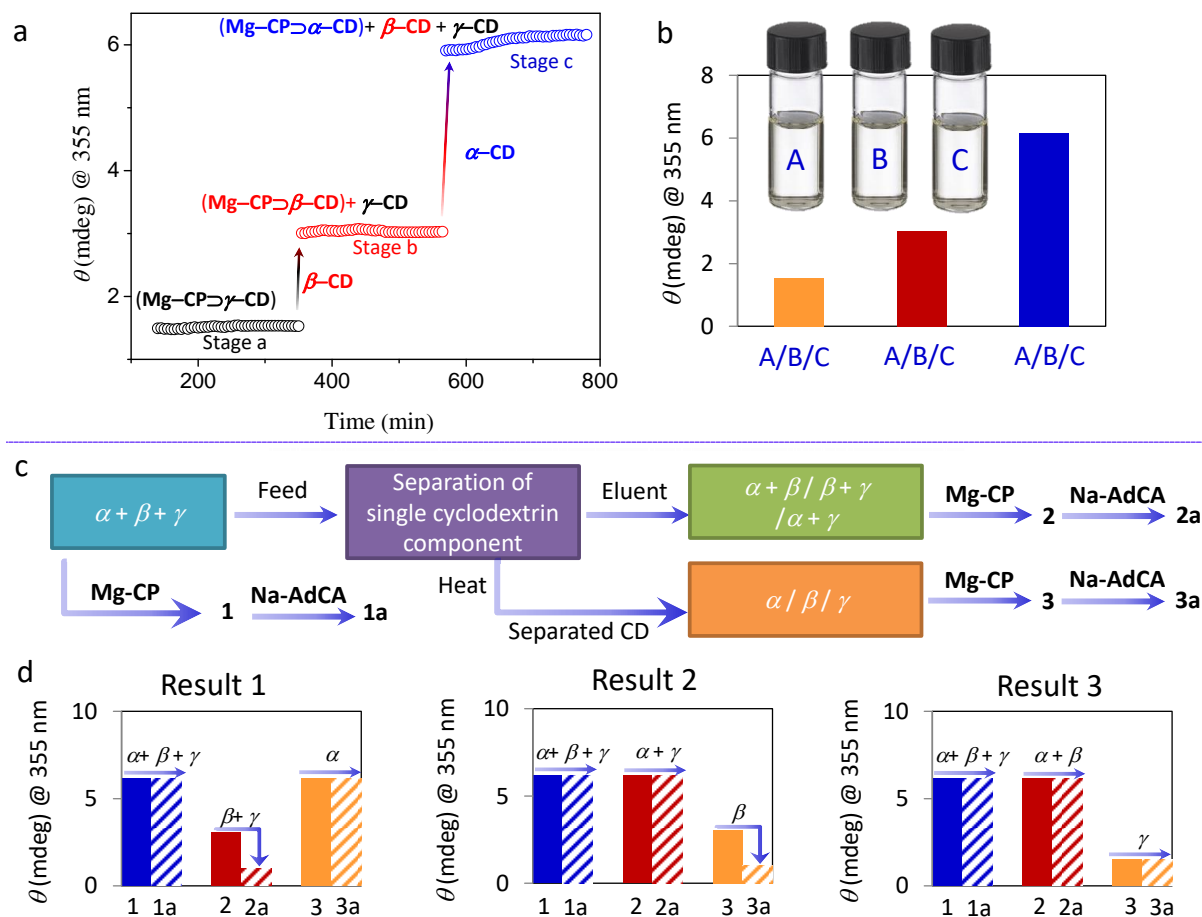 a
(Mg–CP⊃α–CD)+ β–CD + γ–CD
Stage c
α–CD
(Mg–CP⊃β–CD)+ γ–CD
Stage b
β–CD
(Mg–CP⊃γ–CD)
Stage a
6
4
2
θ (mdeg) @ 355 nm
200 400 600 800
Time (min)
b
8
6
4
2
0
θ (mdeg) @ 355 nm
A B C
A/B/C A/B/C A/B/C
c
α + β + γ
Feed
Separation of
single cyclodextrin
component
Eluent
α + β / β + γ
/α + γ
Mg-CP
2
Na-AdCA
2a
Mg-CP
1
Na-AdCA
1a
Heat
Separated CD
α / β / γ
Mg-CP
3
Na-AdCA
3a
d
Result 1
θ (mdeg) @ 355 nm
10
5
0
α+ β + γ
β+ γ
α
1 1a 2 2a 3 3a
Result 2
θ (mdeg) @ 355 nm
10
5
0
α+ β + γ
α + γ
β
1 1a 2 2a 3 3a
Result 3
θ (mdeg) @ 355 nm
10
5
0
α+ β + γ
α + β
γ
1 1a 2 2a 3 3a